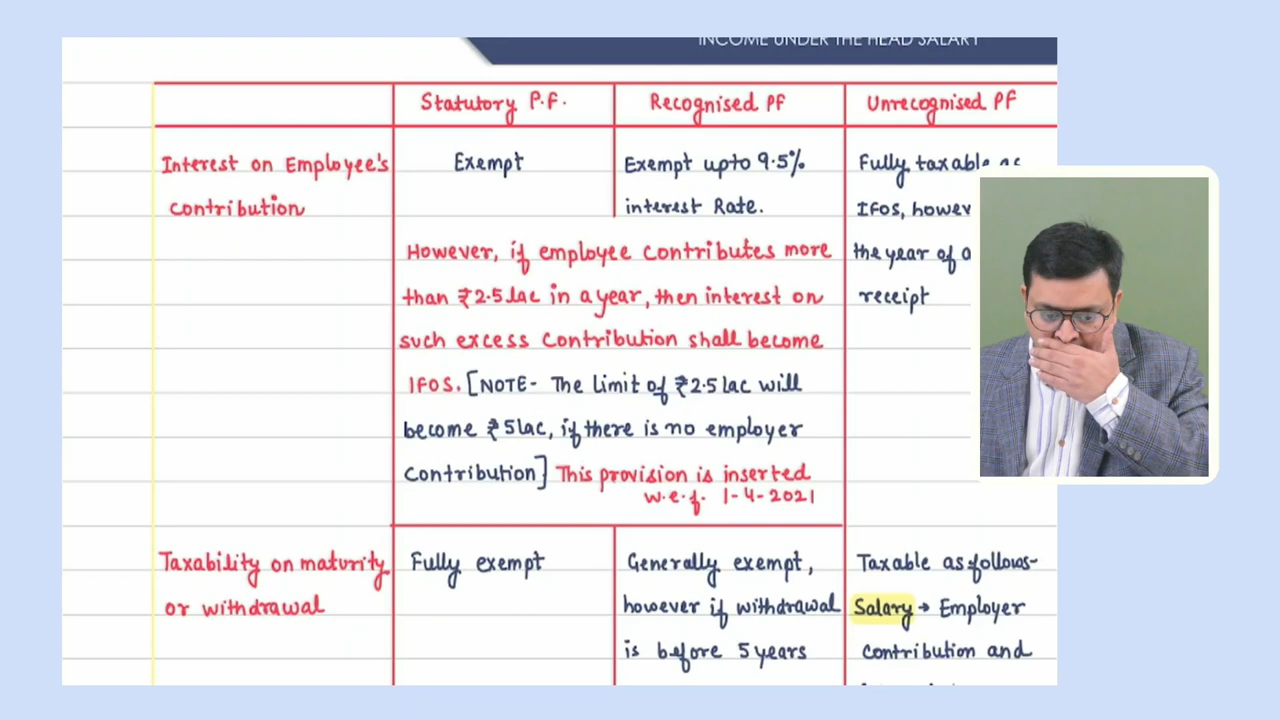 INCOME UNDER THE HEAD SALARY
Statutory P.F. Recognised PF Unrecognised PF
Interest on Employee's Exempt Exempt upto 9.5% Fully taxable as
contribution interest Rate. IFOS, howev
However, if employee contributes more the year of
than ₹2.5 lac in a year, then interest on receipt
such excess contribution shall become
IFOS. [NOTE- The limit of ₹2.5 lac will
become ₹5lac, if there is no employer
contribution] This provision is inserted
w.e.f. 1-4-2021
Taxability on maturity Fully exempt Generally exempt, Taxable as follows-
or withdrawal however if withdrawal Salary → Employer
is before 5 years contribution and